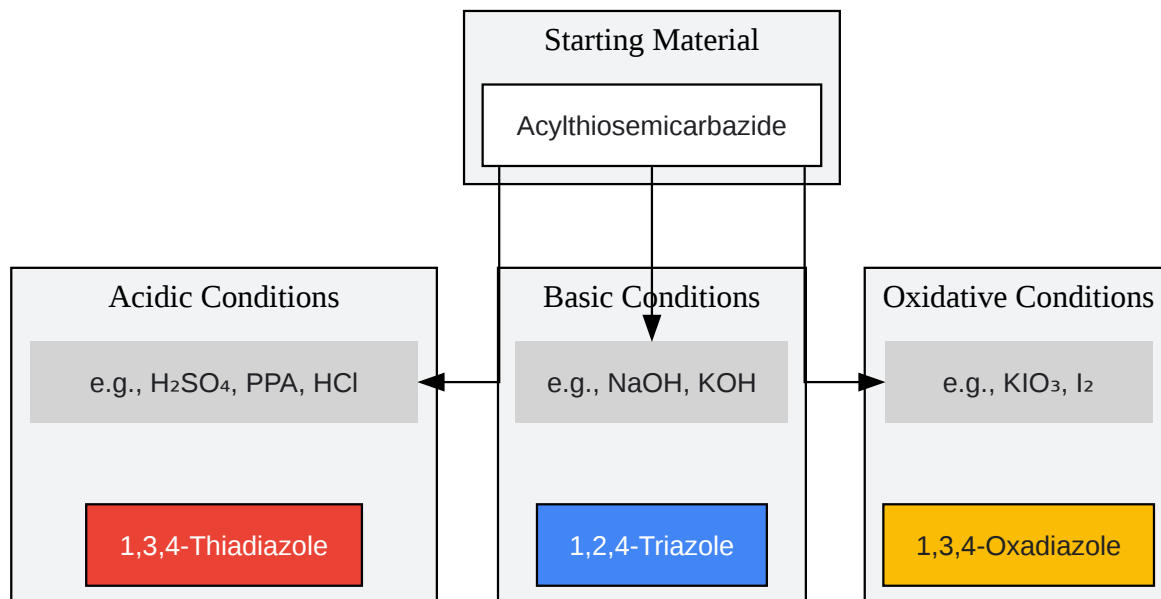 Starting Material
Acylthiosemicarbazide
Acidic Conditions
Basic Conditions
Oxidative Conditions
e.g., H₂SO₄, PPA, HCl
e.g., NaOH, KOH
e.g., KIO₃, I₂
1,3,4-Thiadiazole
1,2,4-Triazole
1,3,4-Oxadiazole